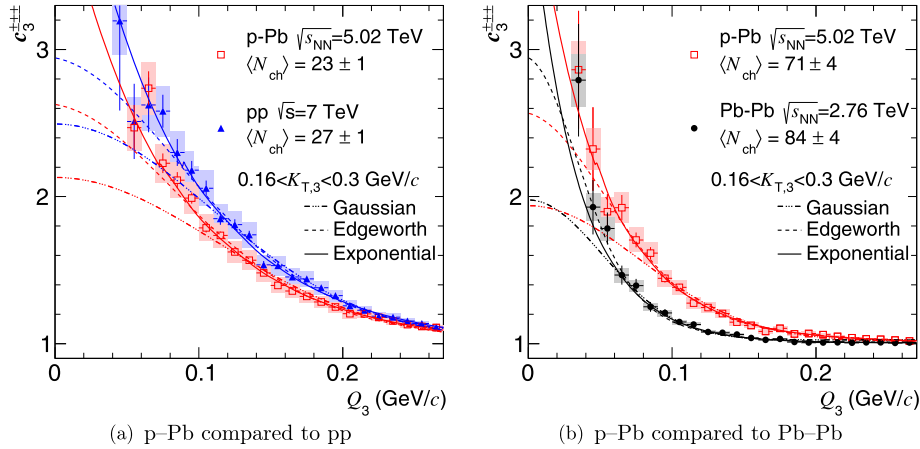 c₃^±±±
3
2
1
p-Pb √s_NN=5.02 TeV
⟨N_ch⟩ = 23 ± 1
pp √s=7 TeV
⟨N_ch⟩ = 27 ± 1
0.16<K_T,3<0.3 GeV/c
Gaussian
Edgeworth
Exponential
0 0.1 0.2
Q₃ (GeV/c)
(a) p–Pb compared to pp
c₃^±±±
3
2
1
p-Pb √s_NN=5.02 TeV
⟨N_ch⟩ = 71 ± 4
Pb-Pb √s_NN=2.76 TeV
⟨N_ch⟩ = 84 ± 4
0.16<K_T,3<0.3 GeV/c
Gaussian
Edgeworth
Exponential
0 0.1 0.2
Q₃ (GeV/c)
(b) p–Pb compared to Pb–Pb